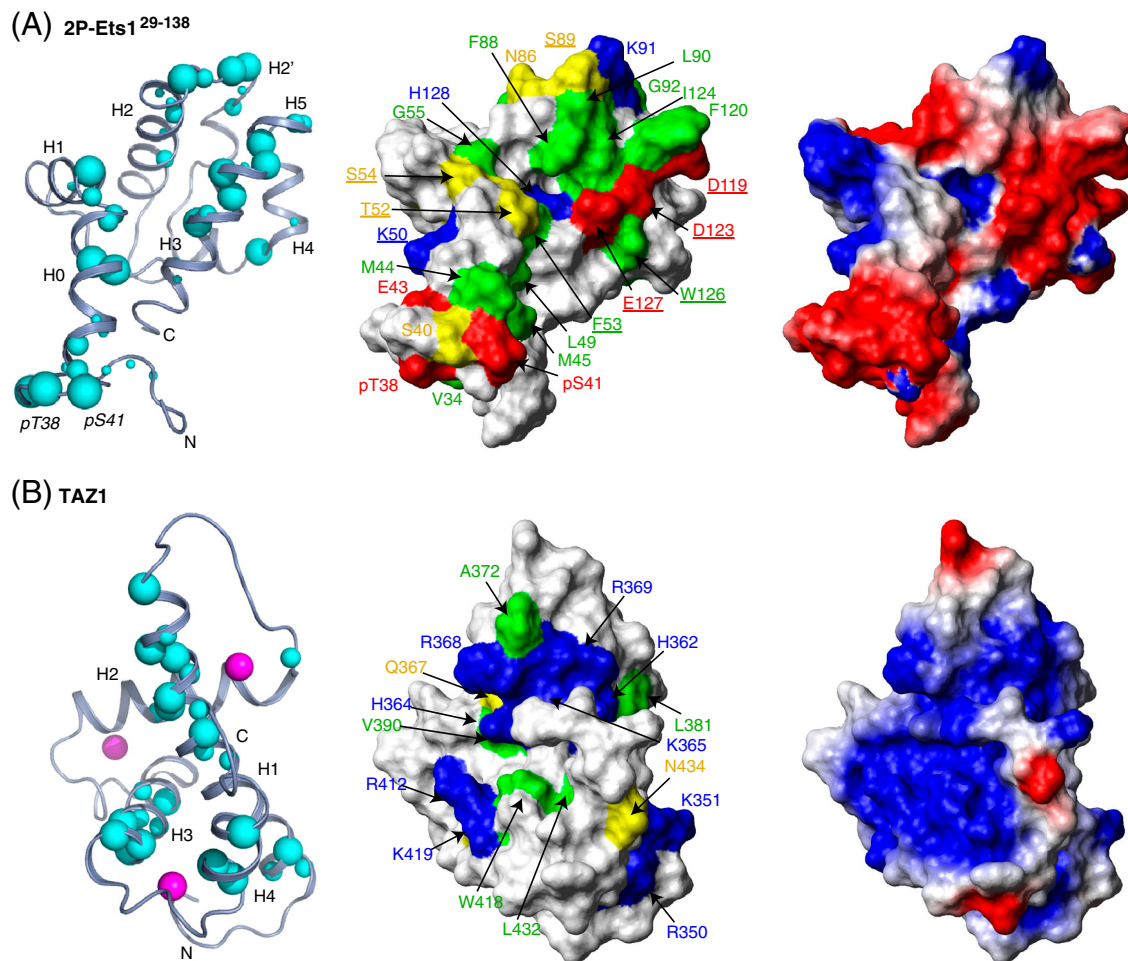 (A) 2P-Ets1²⁹⁻¹³⁸
H2'
H2
H5
H1
H3
H4
H0
C
pT38 pS41
N
S89
F88 N86 K91
L90
H128 G92
G55 I124
F120
S54
D119
T52
D123
K50
M44 W126
E43 E127
F53
S40 L49
M45
pT38 pS41
V34
(B) TAZ1
H2
C
H1
H3
H4
N
A372
R369
R368 H362
Q367
H364 L381
V390 K365
N434
R412 K351
K419
W418
L432 R350